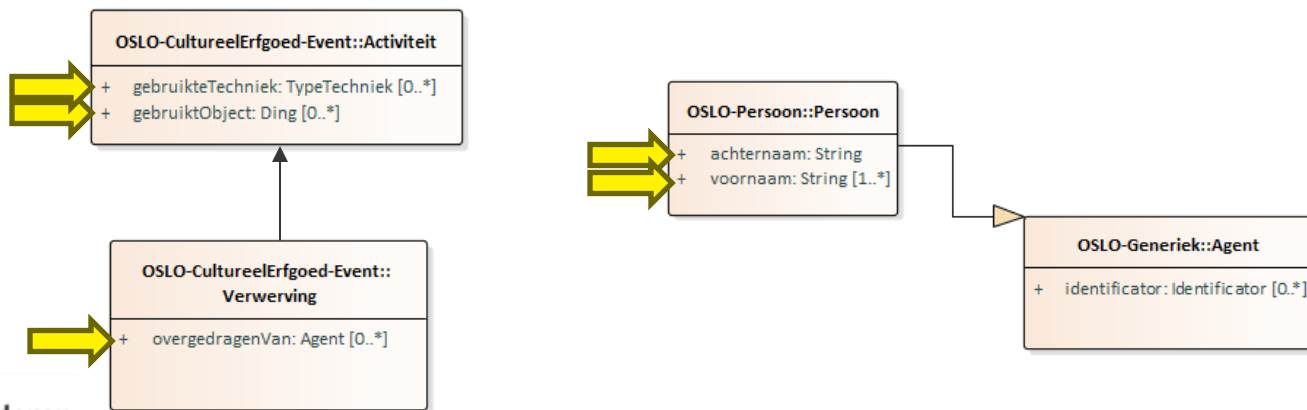 OSLO-CultureelErfgoed-Event::Activiteit
+ gebruikteTechniek: TypeTechniek [0..*]
+ gebruiktObject: Ding [0..*]
OSLO-CultureelErfgoed-Event::
Verwerving
+ overgedragenVan: Agent [0..*]
OSLO-Persoon::Persoon
+ achternaam: String
+ voornaam: String [1..*]
OSLO-Generiek::Agent
+ identificator: Identificator [0..*]